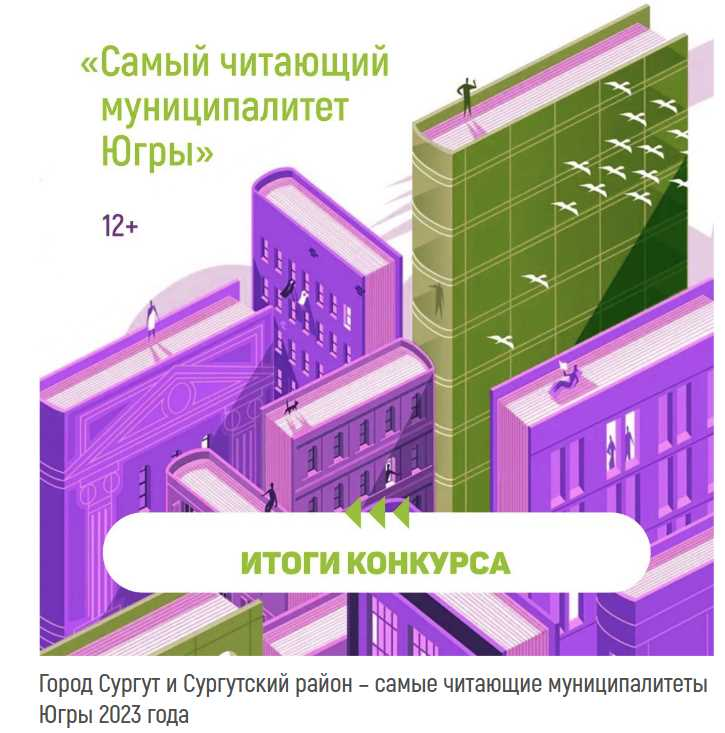 «Самый читающий
муниципалитет
Югры»
12+
ИТОГИ КОНКУРСА
Город Сургут и Сургутский район – самые читающие муниципалитеты
Югры 2023 года